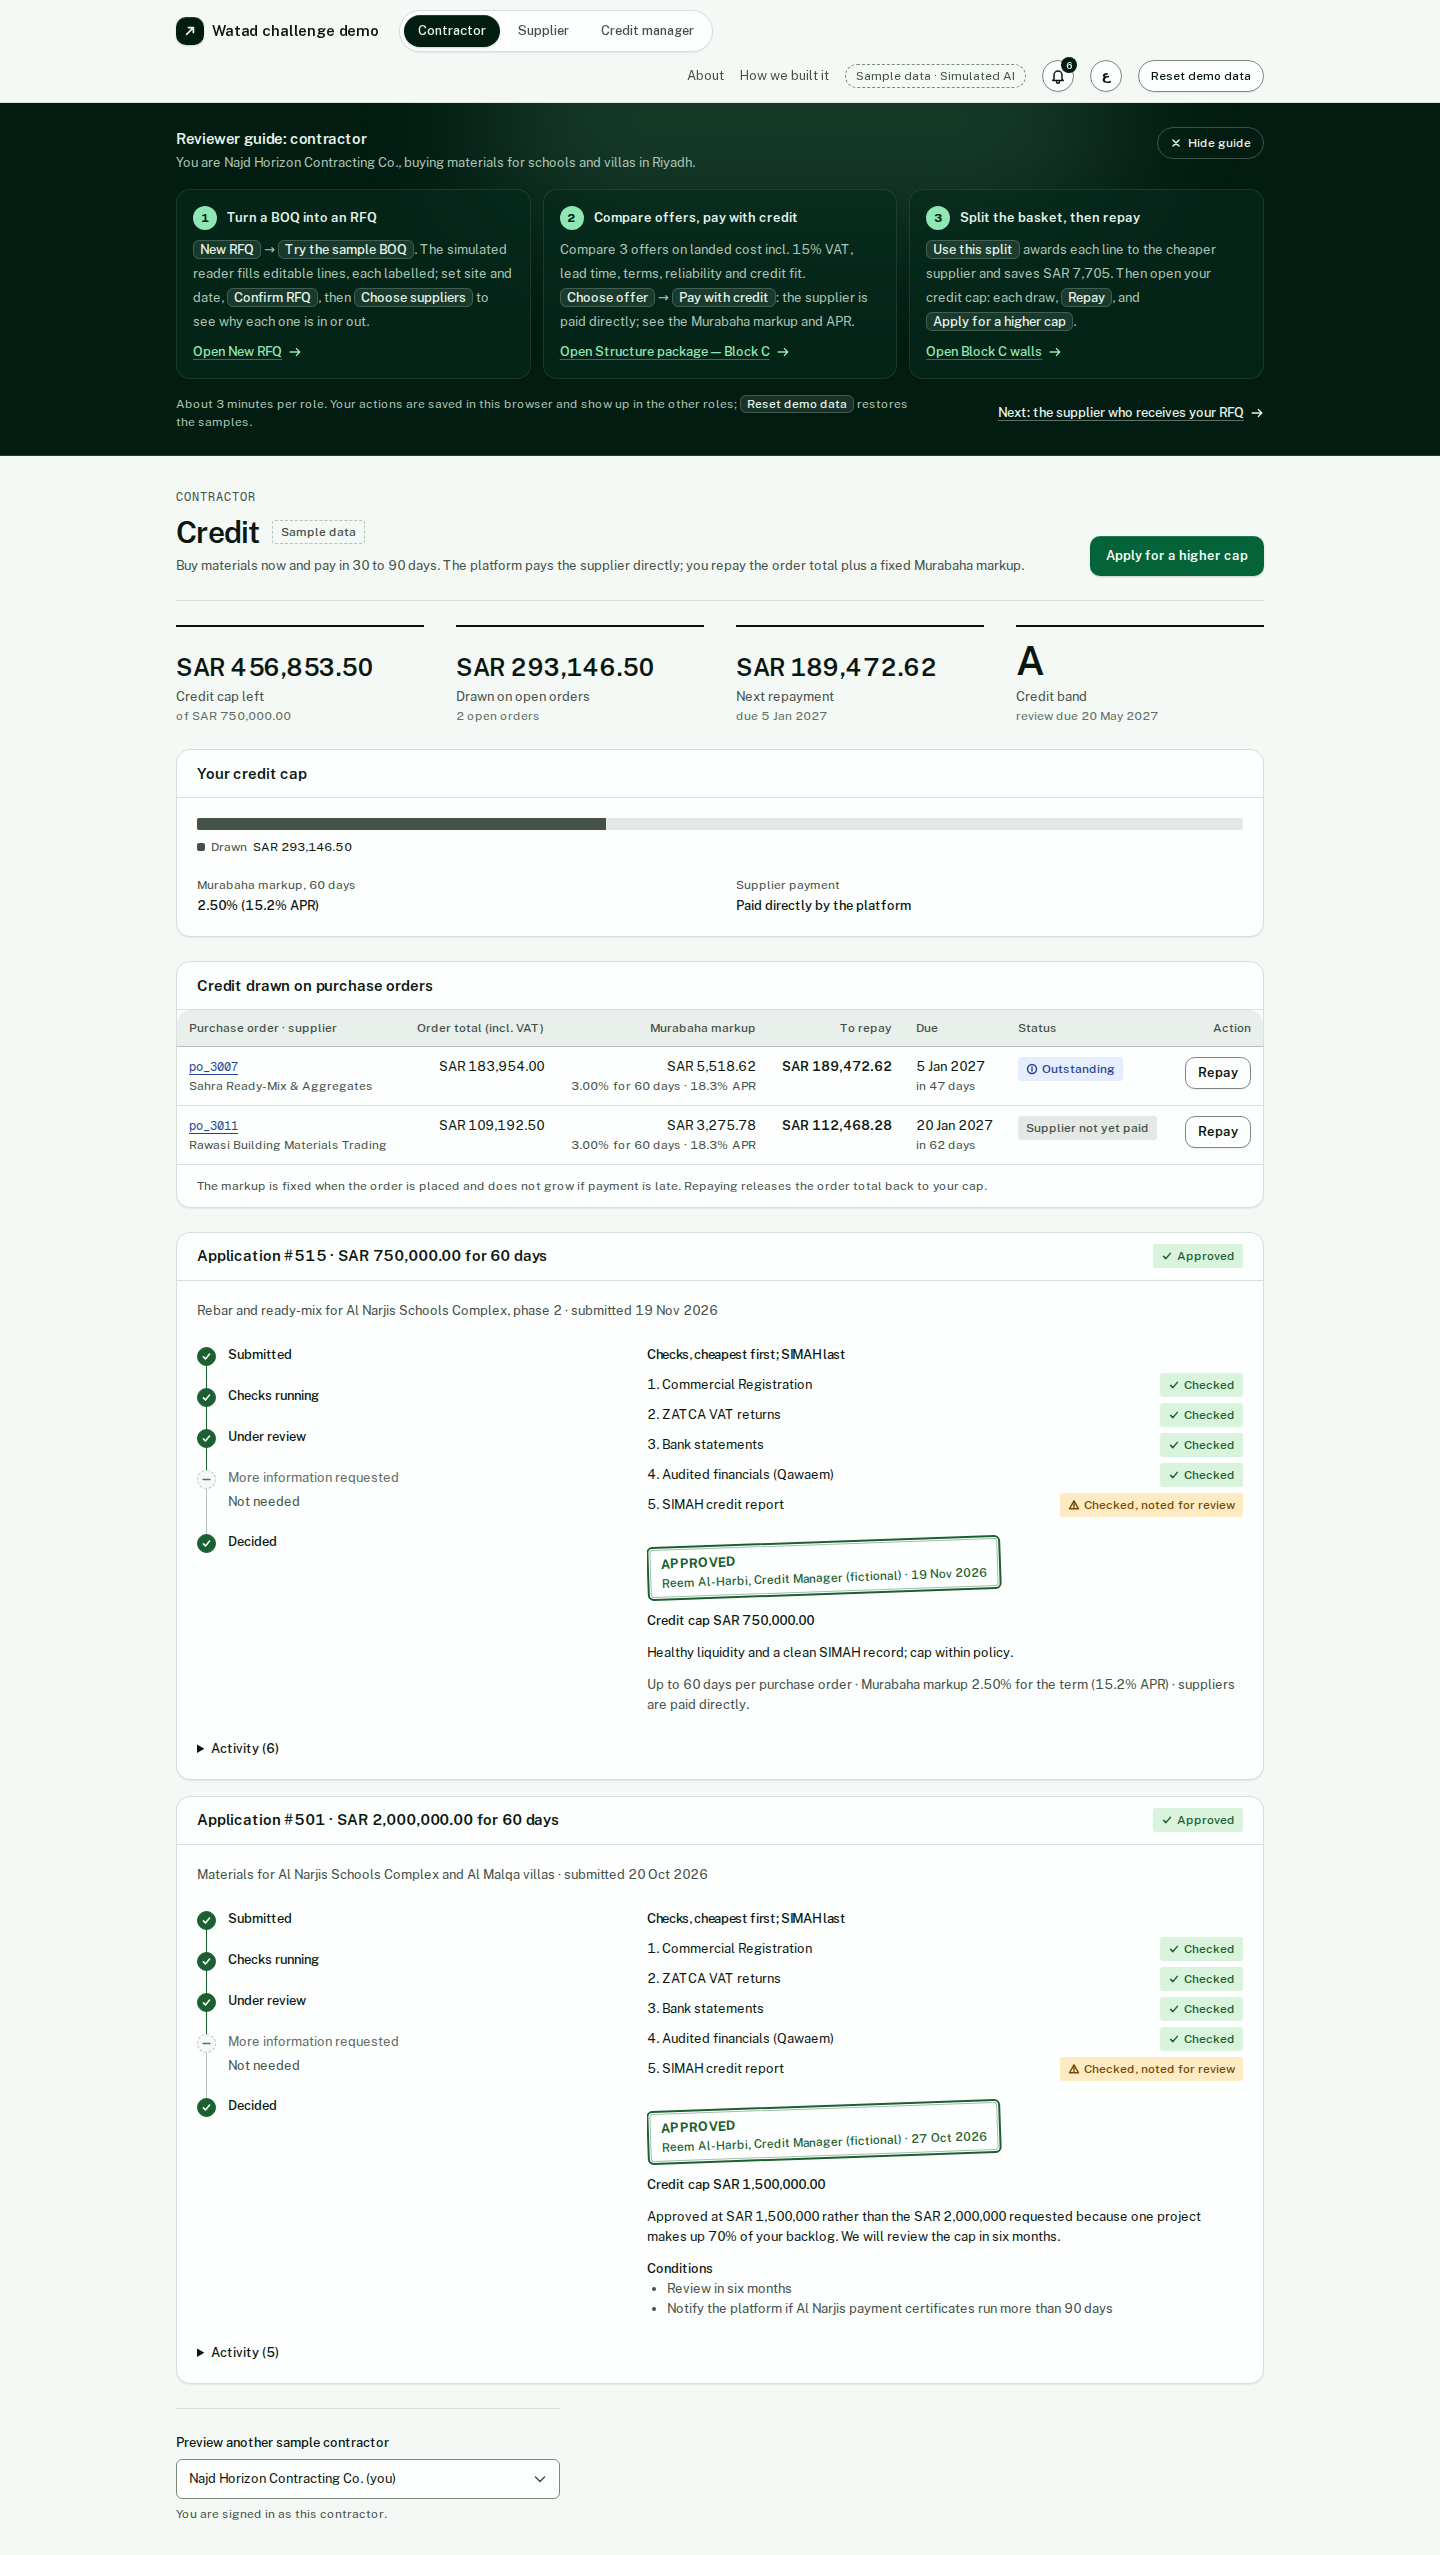 Watad challenge demo
Contractor
Supplier
Credit manager
About
How we built it
Sample data · Simulated AI
6
ع
Reset demo data
Reviewer guide: contractor
You are Najd Horizon Contracting Co., buying materials for schools and villas in Riyadh.
Hide guide
1 Turn a BOQ into an RFQ
New RFQ → Try the sample BOQ. The simulated
reader fills editable lines, each labelled; set site and
date, Confirm RFQ, then Choose suppliers to
see why each one is in or out.
Open New RFQ →
2 Compare offers, pay with credit
Compare 3 offers on landed cost incl. 15% VAT,
lead time, terms, reliability and credit fit.
Choose offer → Pay with credit: the supplier is
paid directly; see the Murabaha markup and APR.
Open Structure package — Block C →
3 Split the basket, then repay
Use this split awards each line to the cheaper
supplier and saves SAR 7,705. Then open your
credit cap: each draw, Repay, and
Apply for a higher cap.
Open Block C walls →
About 3 minutes per role. Your actions are saved in this browser and show up in the other roles; Reset demo data restores
the samples.
Next: the supplier who receives your RFQ →
CONTRACTOR
Credit Sample data
Buy materials now and pay in 30 to 90 days. The platform pays the supplier directly; you repay the order total plus a fixed Murabaha markup.
Apply for a higher cap
SAR 456,853.50
Credit cap left
of SAR 750,000.00
SAR 293,146.50
Drawn on open orders
2 open orders
SAR 189,472.62
Next repayment
due 5 Jan 2027
A
Credit band
review due 20 May 2027
Your credit cap
Drawn SAR 293,146.50
Murabaha markup, 60 days
2.50% (15.2% APR)
Supplier payment
Paid directly by the platform
Credit drawn on purchase orders
Purchase order · supplier Order total (incl. VAT) Murabaha markup To repay Due Status Action
po_3007 SAR 183,954.00 SAR 5,518.62 SAR 189,472.62 5 Jan 2027 Outstanding Repay
Sahra Ready-Mix & Aggregates 3.00% for 60 days · 18.3% APR in 47 days
po_3011 SAR 109,192.50 SAR 3,275.78 SAR 112,468.28 20 Jan 2027 Supplier not yet paid Repay
Rawasi Building Materials Trading 3.00% for 60 days · 18.3% APR in 62 days
The markup is fixed when the order is placed and does not grow if payment is late. Repaying releases the order total back to your cap.
Application #515 · SAR 750,000.00 for 60 days
Approved
Rebar and ready-mix for Al Narjis Schools Complex, phase 2 · submitted 19 Nov 2026
Submitted
Checks running
Under review
More information requested
Not needed
Decided
Checks, cheapest first; SIMAH last
1. Commercial Registration Checked
2. ZATCA VAT returns Checked
3. Bank statements Checked
4. Audited financials (Qawaem) Checked
5. SIMAH credit report Checked, noted for review
APPROVED
Reem Al-Harbi, Credit Manager (fictional) · 19 Nov 2026
Credit cap SAR 750,000.00
Healthy liquidity and a clean SIMAH record; cap within policy.
Up to 60 days per purchase order · Murabaha markup 2.50% for the term (15.2% APR) · suppliers
are paid directly.
Activity (6)
Application #501 · SAR 2,000,000.00 for 60 days
Approved
Materials for Al Narjis Schools Complex and Al Malqa villas · submitted 20 Oct 2026
Submitted
Checks running
Under review
More information requested
Not needed
Decided
Checks, cheapest first; SIMAH last
1. Commercial Registration Checked
2. ZATCA VAT returns Checked
3. Bank statements Checked
4. Audited financials (Qawaem) Checked
5. SIMAH credit report Checked, noted for review
APPROVED
Reem Al-Harbi, Credit Manager (fictional) · 27 Oct 2026
Credit cap SAR 1,500,000.00
Approved at SAR 1,500,000 rather than the SAR 2,000,000 requested because one project
makes up 70% of your backlog. We will review the cap in six months.
Conditions
• Review in six months
• Notify the platform if Al Narjis payment certificates run more than 90 days
Activity (5)
Preview another sample contractor
Najd Horizon Contracting Co. (you)
You are signed in as this contractor.